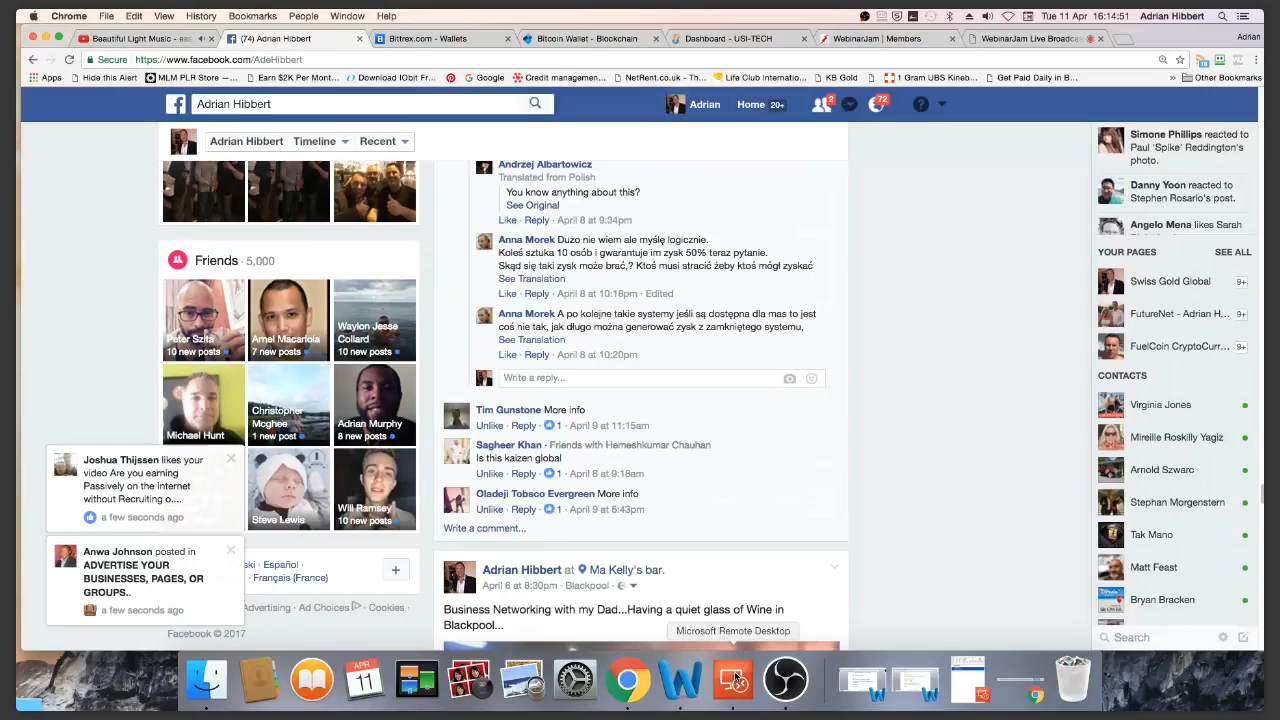 Chrome File Edit View History Bookmarks People Window Help
Tue 11 Apr 16:14:51 Adrian Hibbert
Beautiful Light Music - eas
(74) Adrian Hibbert
Bittrex.com - Wallets
Bitcoin Wallet - Blockchain
Dashboard - USI-TECH
WebinarJam | Members
WebinarJam Live Broadca
Adrian
Secure https://www.facebook.com/AdeHibbert
Apps Hide this Alert MLM PLR Store — ... Earn $2K Per Mont... Download IObit Fr... Google Credit managemen... NetRent.co.uk - Th... Life Club Internatio... KB Gold 1 Gram UBS Kineb... Get Paid Daily in B... Other Bookmarks
Adrian Hibbert
Adrian Home 20+ 2 72
Adrian Hibbert Timeline Recent
Friends · 5,000
Peter Szita
10 new posts
Arnel Macariola
7 new posts
Waylon Jesse
Collard
10 new posts
Michael Hunt
Christopher
Mcghee
1 new post
Adrian Murphy
8 new posts
Steve Lewis
Will Ramsey
10 new posts
Joshua Thijssen likes your
video Are you earning
Passively on the Internet
without Recruiting o....
a few seconds ago
Anwa Johnson posted in
ADVERTISE YOUR
BUSINESSES, PAGES, OR
GROUPS..
a few seconds ago
Español ·
Français (France)
Advertising · Ad Choices · Cookies ·
Facebook © 2017
Andrzej Albartowicz
Translated from Polish
You know anything about this?
See Original
Like · Reply · April 8 at 9:34pm
Anna Morek Dużo nie wiem ale myślę logicznie.
Koleś sztuka 10 osób i gwarantuje im zysk 50% teraz pytanie.
Skąd się taki zysk może brać,? Ktoś musi stracić żeby ktoś mógł zyskać
See Translation
Like · Reply · April 8 at 10:18pm · Edited
Anna Morek A po kolejne takie systemy jeśli są dostępna dla mas to jest
coś nie tak, jak długo można generować zysk z zamkniętego systemu,
See Translation
Like · Reply · April 8 at 10:20pm
Write a reply...
Tim Gunstone More info
Unlike · Reply · 1 · April 9 at 11:15am
Sagheer Khan · Friends with Hemeshkumar Chauhan
Is this kaizen global
Unlike · Reply · 1 · April 9 at 9:18am
Oladeji Tobsco Evergreen More info
Unlike · Reply · 1 · April 9 at 6:43pm
Write a comment...
Adrian Hibbert at Ma Kelly's bar.
April 6 at 8:30pm · Blackpool ·
Business Networking with my Dad...Having a quiet glass of Wine in
Blackpool...
Microsoft Remote Desktop
Simone Phillips reacted to
Paul 'Spike' Reddington's
photo.
Danny Yoon reacted to
Stephen Rosario's post.
Angelo Mena likes Sarah
YOUR PAGES SEE ALL
Swiss Gold Global 9+
FutureNet - Adrian H... 9+
FuelCoin CryptoCurr... 9+
CONTACTS
Virginia Jones
Mireille Roskilly Yagiz
Arnold Szwarc
Stephan Morgenstern
Tak Mano
Matt Feast
Bryan Bracken
Search
APR
11